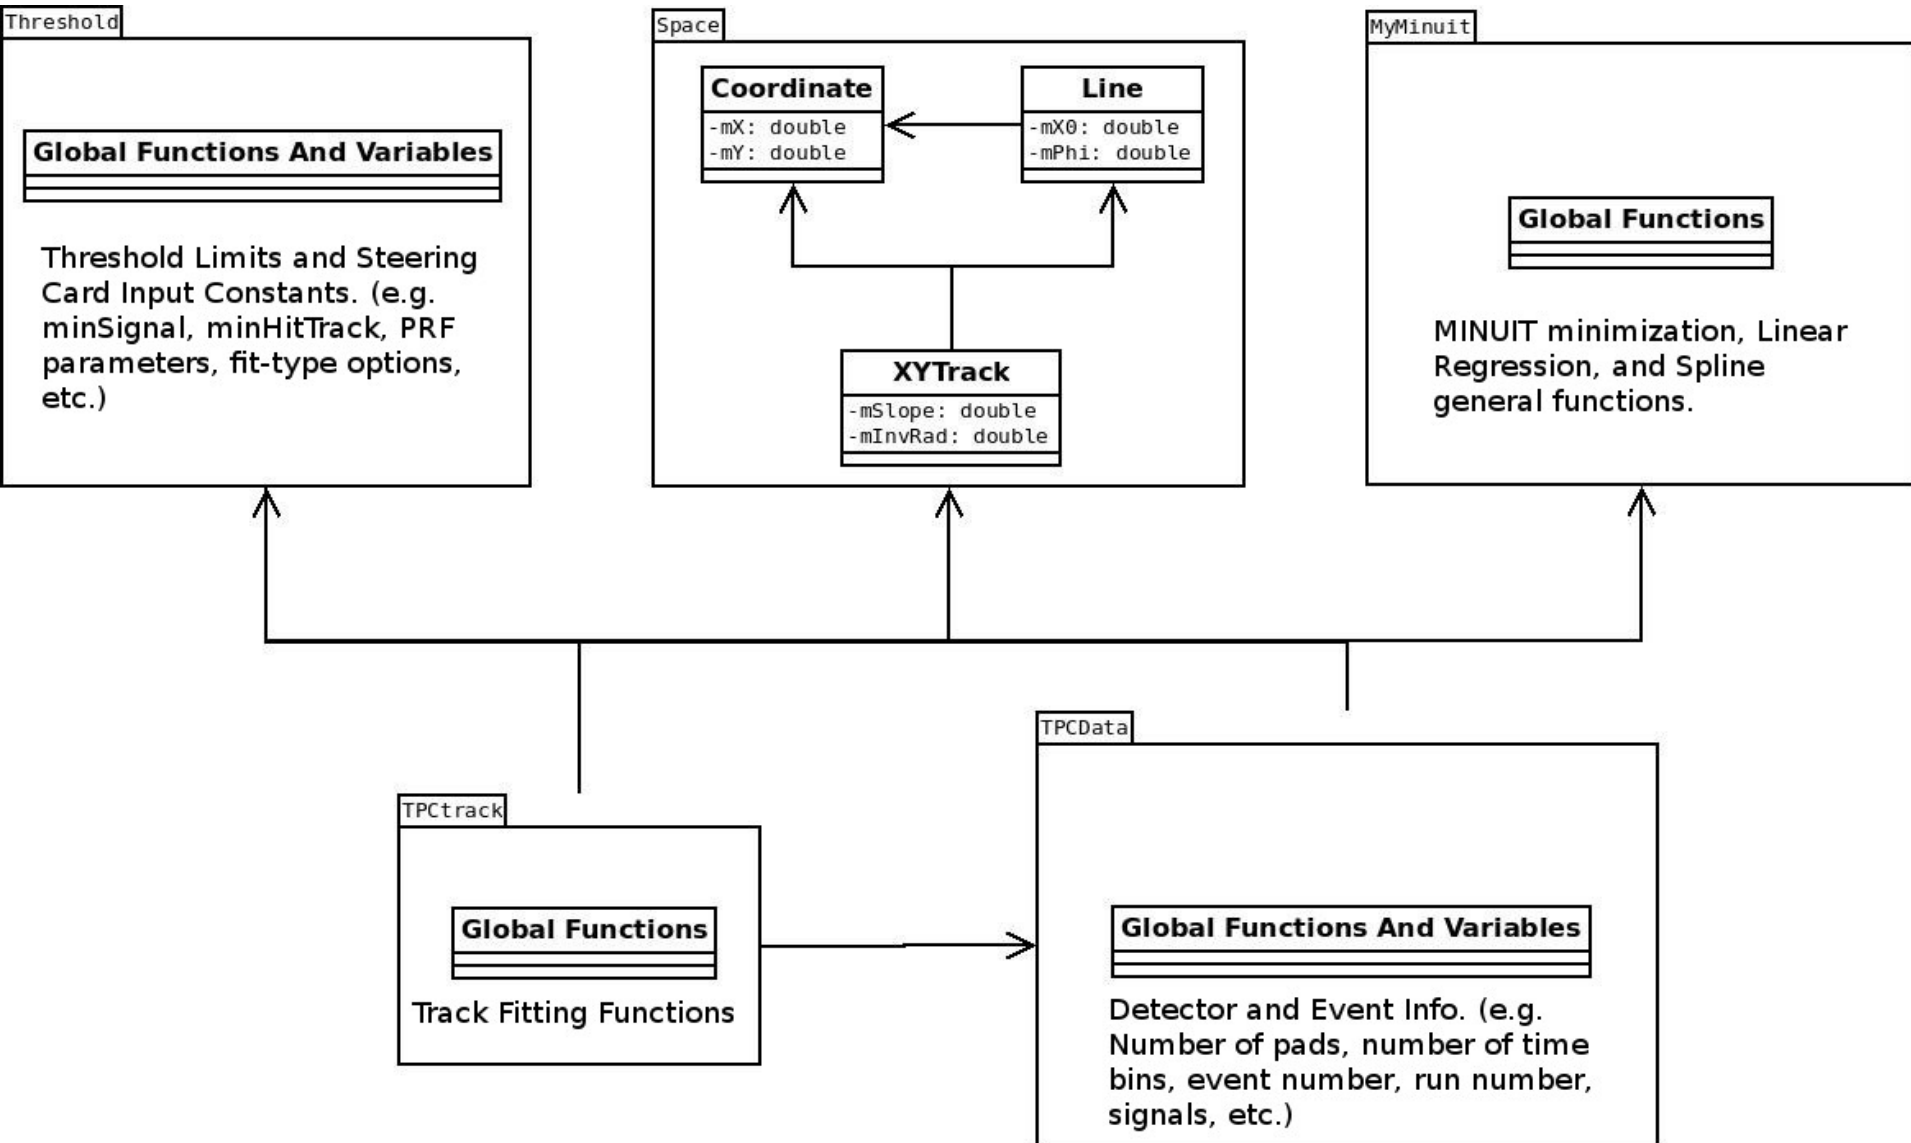 Threshold
Global Functions And Variables
Threshold Limits and Steering
Card Input Constants. (e.g.
minSignal, minHitTrack, PRF
parameters, fit-type options,
etc.)
Space
Coordinate
-mX: double
-mY: double
Line
-mX0: double
-mPhi: double
XYTrack
-mSlope: double
-mInvRad: double
MyMinuit
Global Functions
MINUIT minimization, Linear
Regression, and Spline
general functions.
TPCtrack
Global Functions
Track Fitting Functions
TPCData
Global Functions And Variables
Detector and Event Info. (e.g.
Number of pads, number of time
bins, event number, run number,
signals, etc.)